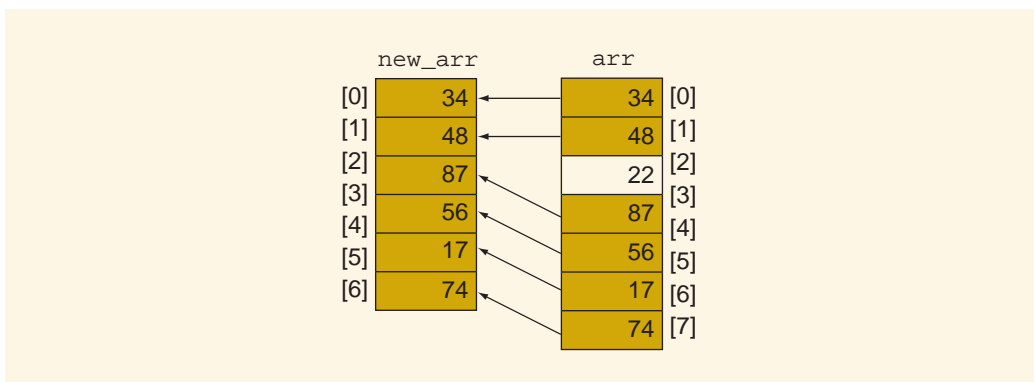 new_arr arr
[0] 34 34 [0]
[1] 48 48 [1]
[2] 87 22 [2]
[3] 56 87 [3]
[4] 17 56 [4]
[5] 74 17 [5]
[6] 74 [6]
[7]